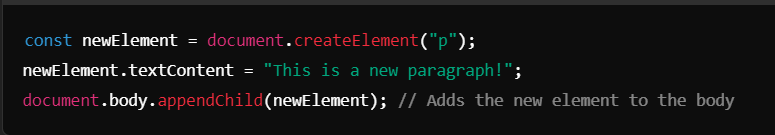 const newElement = document.createElement("p");
newElement.textContent = "This is a new paragraph!";
document.body.appendChild(newElement); // Adds the new element to the body